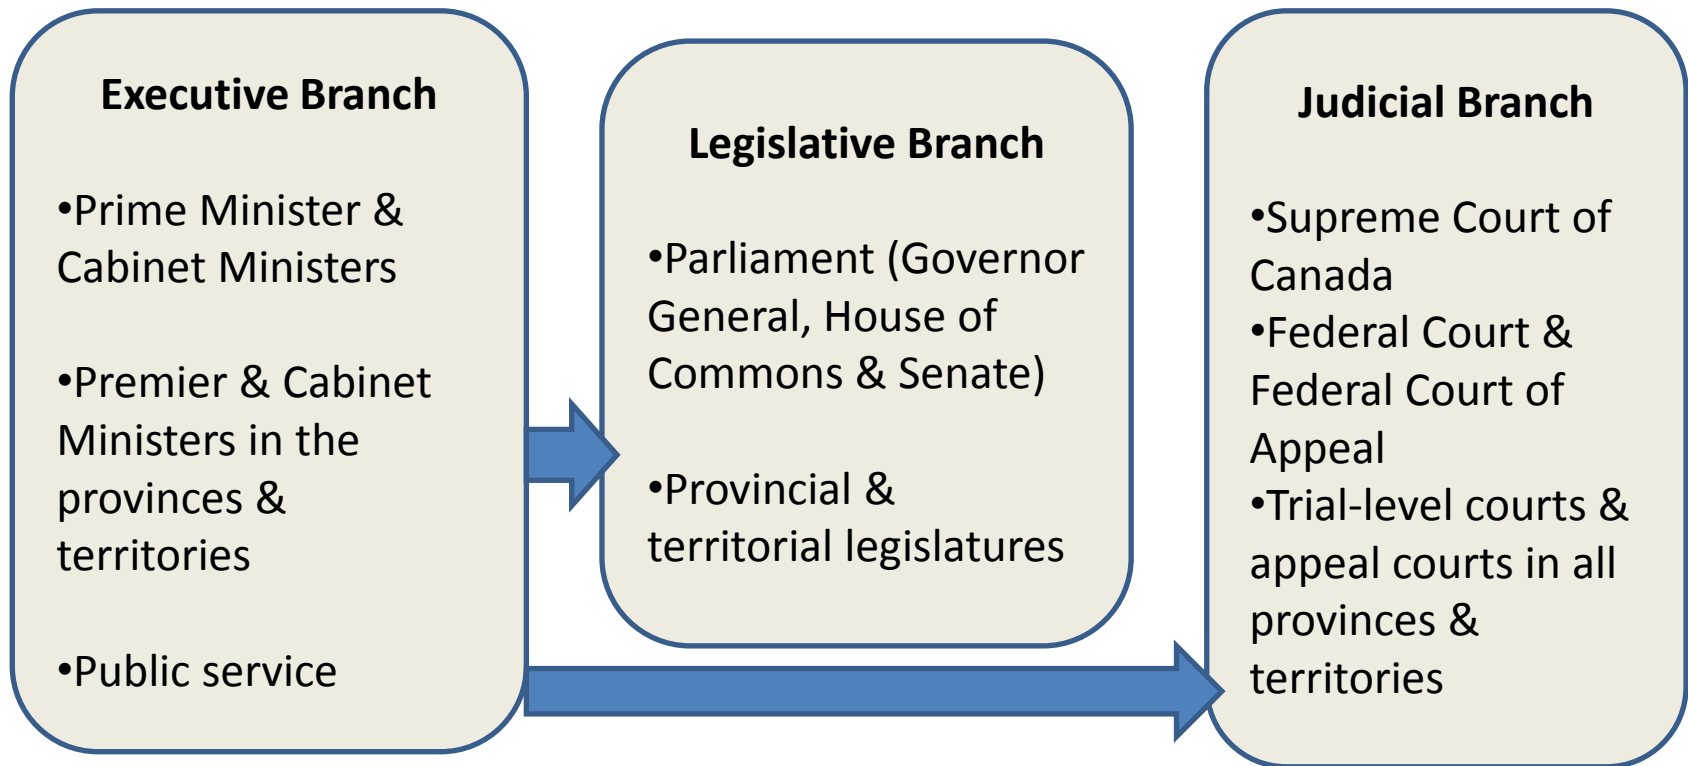 Executive Branch
•Prime Minister &
Cabinet Ministers
•Premier & Cabinet
Ministers in the
provinces &
territories
•Public service
Legislative Branch
•Parliament (Governor
General, House of
Commons & Senate)
•Provincial &
territorial legislatures
Judicial Branch
•Supreme Court of
Canada
•Federal Court &
Federal Court of
Appeal
•Trial-level courts &
appeal courts in all
provinces &
territories